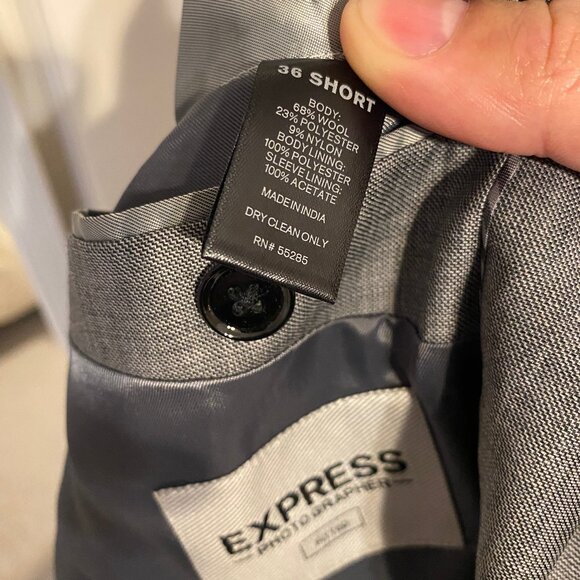 36 SHORT
BODY:
68% WOOL
23% POLYESTER
9% NYLON
BODY LINING:
100% POLYESTER
SLEEVE LINING:
100% ACETATE
MADE IN INDIA
DRY CLEAN ONLY
RN# 55285
EXPRESS
PHOTOGRAPHER